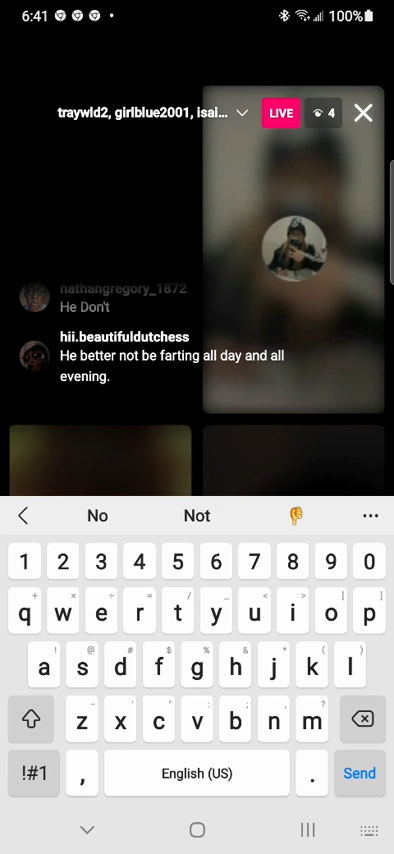 6:41
100%
traywld2, girlblue2001, isai...
LIVE
4
nathangregory_1872
He Don't
hii.beautifuldutchess
He better not be farting all day and all
evening.
No Not
1 2 3 4 5 6 7 8 9 0
+ × ÷ = / _ < > [ ]
q w e r t y u i o p
! @ # $ % ^ & * ( )
a s d f g h j k l
- ' " : ; , ?
z x c v b n m
!#1 , English (US) . Send